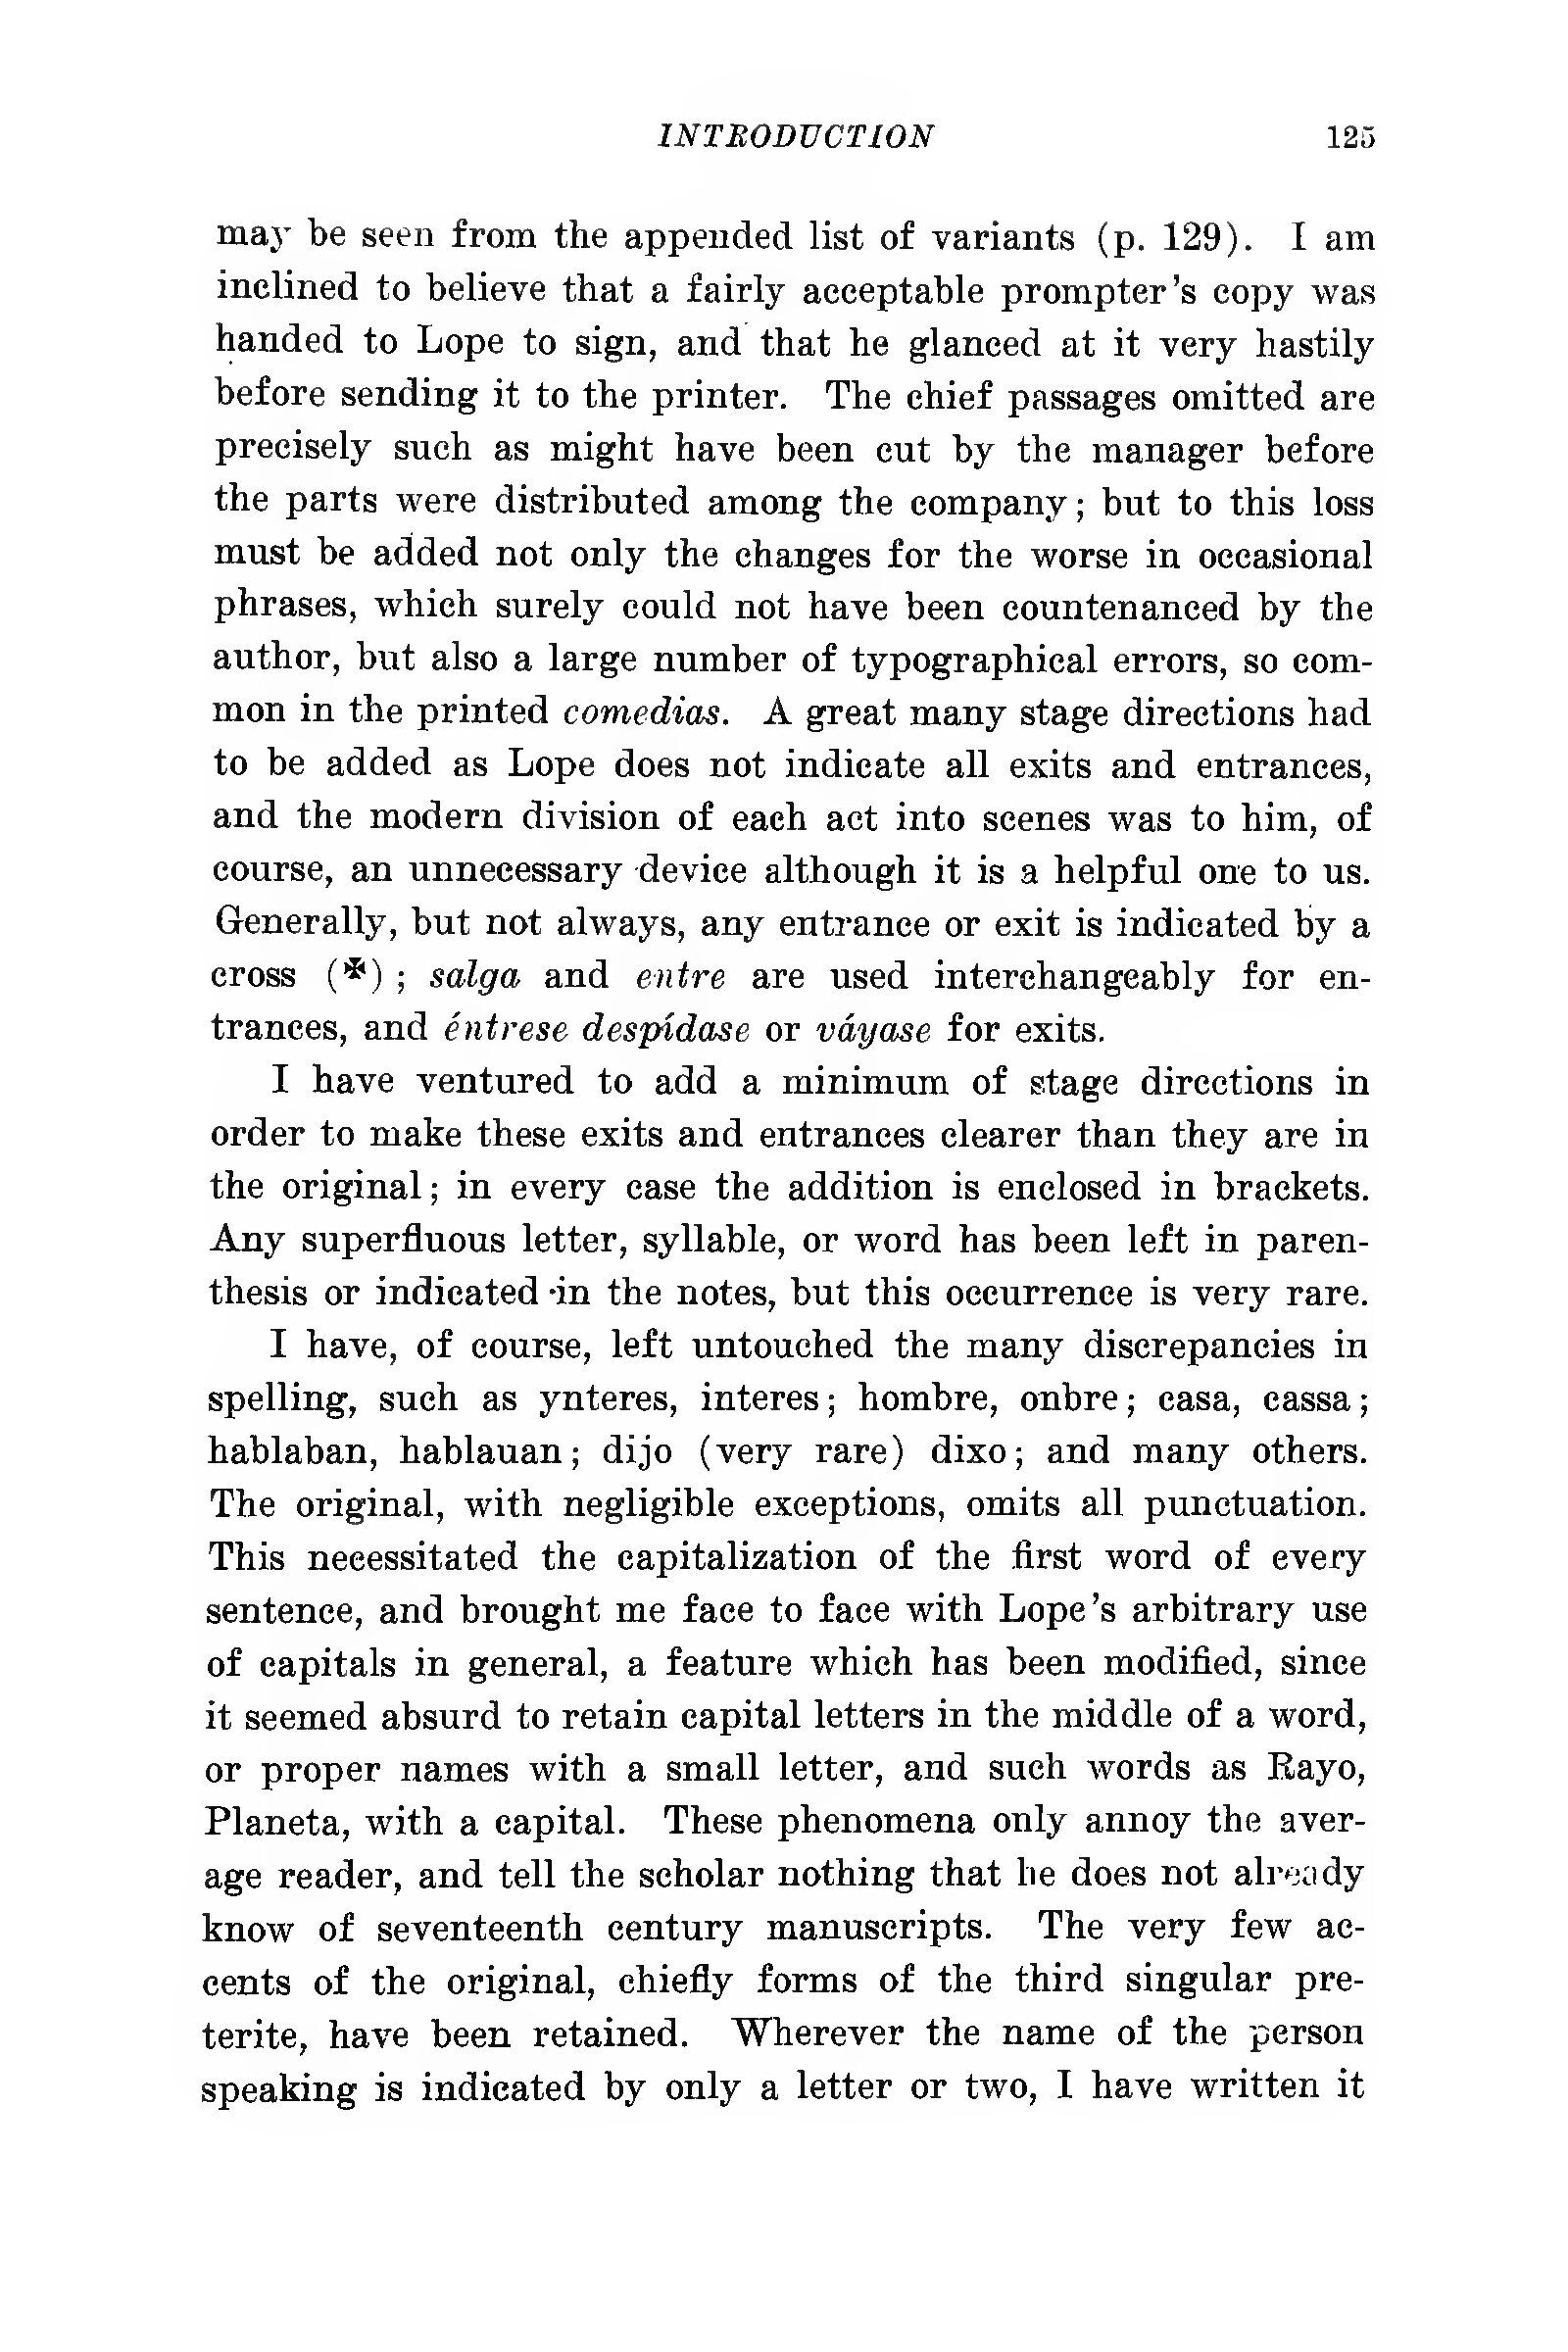 INTRODUCTION 125
may be seen from the appended list of variants (p. 129). I am
inclined to believe that a fairly acceptable prompter's copy was
handed to Lope to sign, and that he glanced at it very hastily
before sending it to the printer. The chief passages omitted are
precisely such as might have been cut by the manager before
the parts were distributed among the company; but to this loss
must be added not only the changes for the worse in occasional
phrases, which surely could not have been countenanced by the
author, but also a large number of typographical errors, so com-
mon in the printed comedias. A great many stage directions had
to be added as Lope does not indicate all exits and entrances,
and the modern division of each act into scenes was to him, of
course, an unnecessary device although it is a helpful one to us.
Generally, but not always, any entrance or exit is indicated by a
cross (✠); salga and entre are used interchangeably for en-
trances, and éntrese despídase or váyase for exits.
I have ventured to add a minimum of stage directions in
order to make these exits and entrances clearer than they are in
the original; in every case the addition is enclosed in brackets.
Any superfluous letter, syllable, or word has been left in paren-
thesis or indicated in the notes, but this occurrence is very rare.
I have, of course, left untouched the many discrepancies in
spelling, such as ynteres, interes; hombre, onbre; casa, cassa;
hablaban, hablauan; dijo (very rare) dixo; and many others.
The original, with negligible exceptions, omits all punctuation.
This necessitated the capitalization of the first word of every
sentence, and brought me face to face with Lope's arbitrary use
of capitals in general, a feature which has been modified, since
it seemed absurd to retain capital letters in the middle of a word,
or proper names with a small letter, and such words as Rayo,
Planeta, with a capital. These phenomena only annoy the aver-
age reader, and tell the scholar nothing that he does not already
know of seventeenth century manuscripts. The very few ac-
cents of the original, chiefly forms of the third singular pre-
terite, have been retained. Wherever the name of the person
speaking is indicated by only a letter or two, I have written it